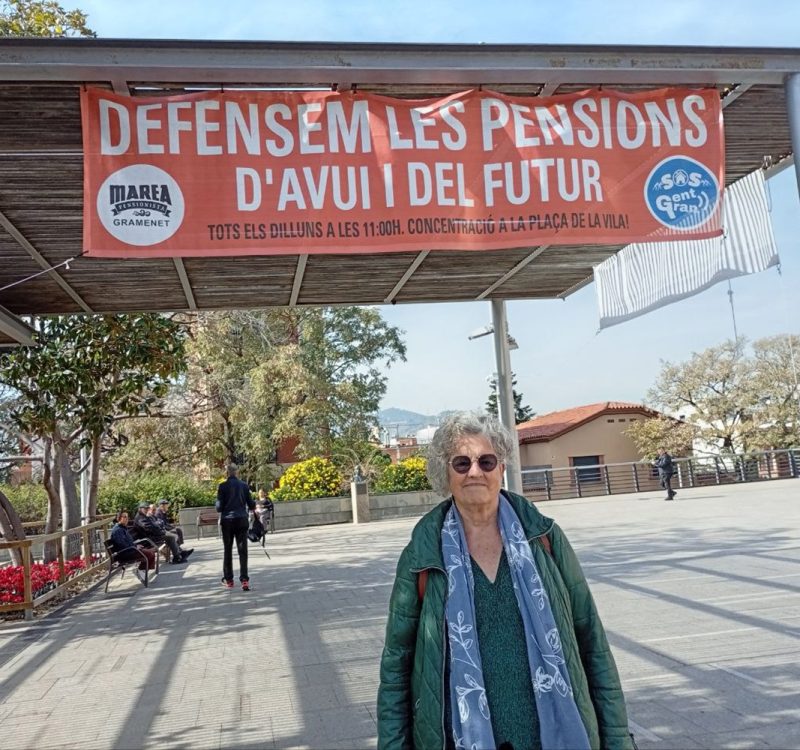 DEFENSEM LES PENSIONS
D'AVUI I DEL FUTUR
TOTS ELS DILLUNS A LES 11:00H. CONCENTRACIÓ A LA PLAÇA DE LA VILA!
MAREA
PENSIONISTA
GRAMENET
SOS
Gent
Gran